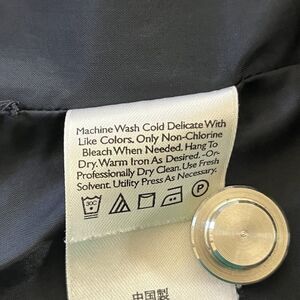 Machine Wash Cold Delicate With
Like Colors. Only Non-Chlorine
Bleach When Needed. Hang To
Dry. Warm Iron As Desired. -Or-
Professionally Dry Clean. Use Fresh
Solvent. Utility Press As Necessary.
30C P
中国製